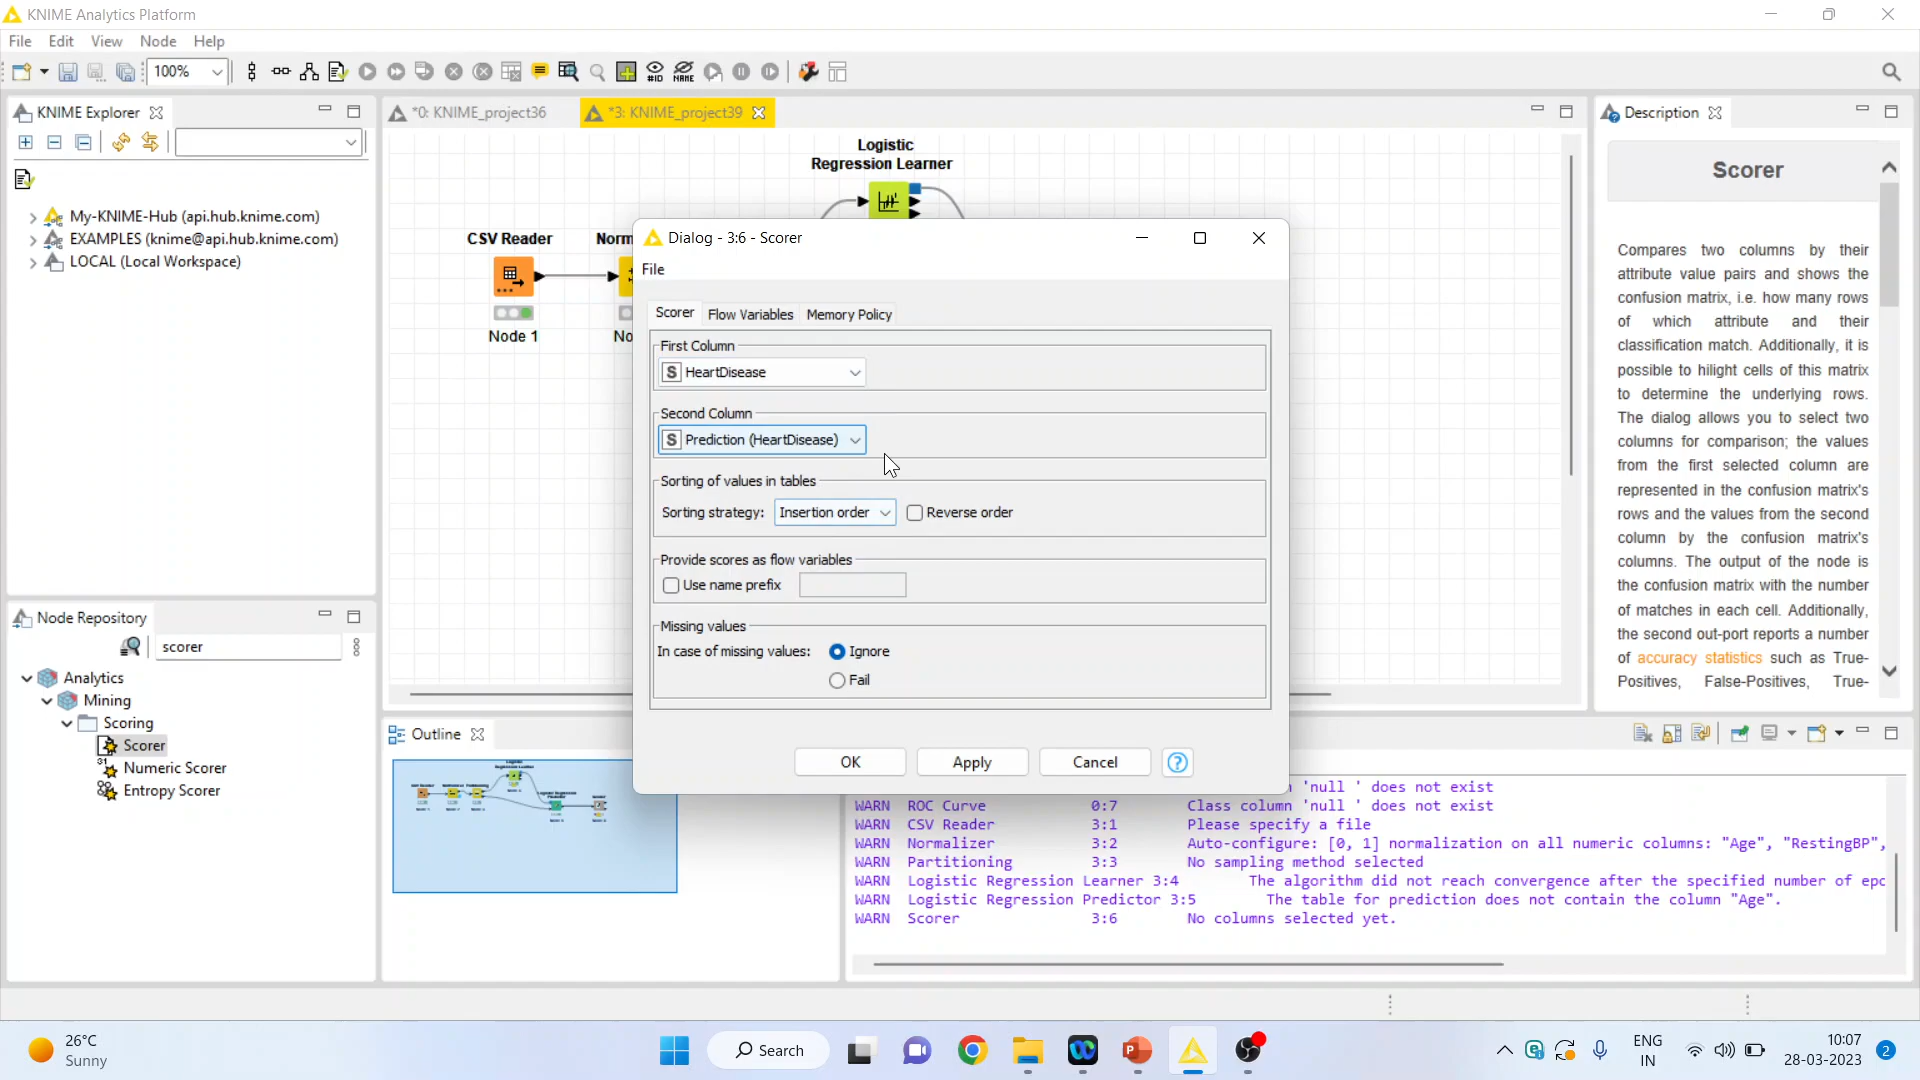 KNIME Analytics Platform
File Edit View Node Help
100%
#ID NAME
KNIME Explorer
*0: KNIME_project36
*3: KNIME_project39
Description
My-KNIME-Hub (api.hub.knime.com)
EXAMPLES (knime@api.hub.knime.com)
LOCAL (Local Workspace)
Logistic
Regression Learner
CSV Reader
Norm
Node 1
No
Dialog - 3:6 - Scorer
File
Scorer Flow Variables Memory Policy
First Column
S HeartDisease
Second Column
S Prediction (HeartDisease)
Sorting of values in tables
Sorting strategy: Insertion order Reverse order
Provide scores as flow variables
Use name prefix
Missing values
In case of missing values: Ignore
Fail
OK Apply Cancel
Scorer
Compares two columns by their
attribute value pairs and shows the
confusion matrix, i.e. how many rows
of which attribute and their
classification match. Additionally, it is
possible to hilight cells of this matrix
to determine the underlying rows.
The dialog allows you to select two
columns for comparison; the values
from the first selected column are
represented in the confusion matrix's
rows and the values from the second
column by the confusion matrix's
columns. The output of the node is
the confusion matrix with the number
of matches in each cell. Additionally,
the second out-port reports a number
of accuracy statistics such as True-
Positives, False-Positives, True-
Node Repository
scorer
Analytics
Mining
Scoring
Scorer
Numeric Scorer
Entropy Scorer
Outline
'null ' does not exist
WARN ROC Curve 0:7 Class column 'null ' does not exist
WARN CSV Reader 3:1 Please specify a file
WARN Normalizer 3:2 Auto-configure: [0, 1] normalization on all numeric columns: "Age", "RestingBP",
WARN Partitioning 3:3 No sampling method selected
WARN Logistic Regression Learner 3:4 The algorithm did not reach convergence after the specified number of epo
WARN Logistic Regression Predictor 3:5 The table for prediction does not contain the column "Age".
WARN Scorer 3:6 No columns selected yet.
26°C
Sunny
Search
ENG
IN
10:07
28-03-2023
2